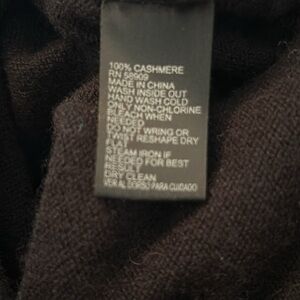 100% CASHMERE
RN 58909
MADE IN CHINA
WASH INSIDE OUT
HAND WASH COLD
ONLY NON-CHLORINE
BLEACH WHEN
NEEDED
DO NOT WRING OR
TWIST RESHAPE DRY
FLAT
STEAM IRON IF
NEEDED FOR BEST
RESULT
DRY CLEAN
VER AL DORSO PARA CUIDADO